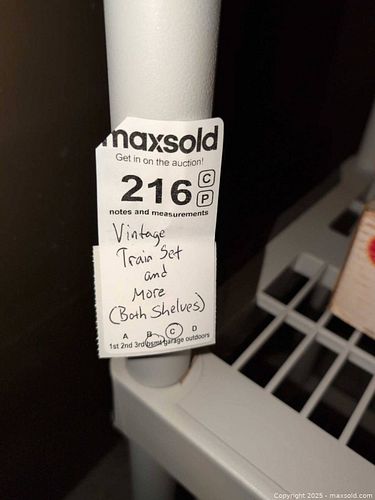 maxsold
Get in on the auction!
216 C
P
notes and measurements
Vintage
Train Set
and
More
(Both Shelves)
A B C D
1st 2nd 3rd bsmt garage outdoors
Copyright 2025 - maxsold.com